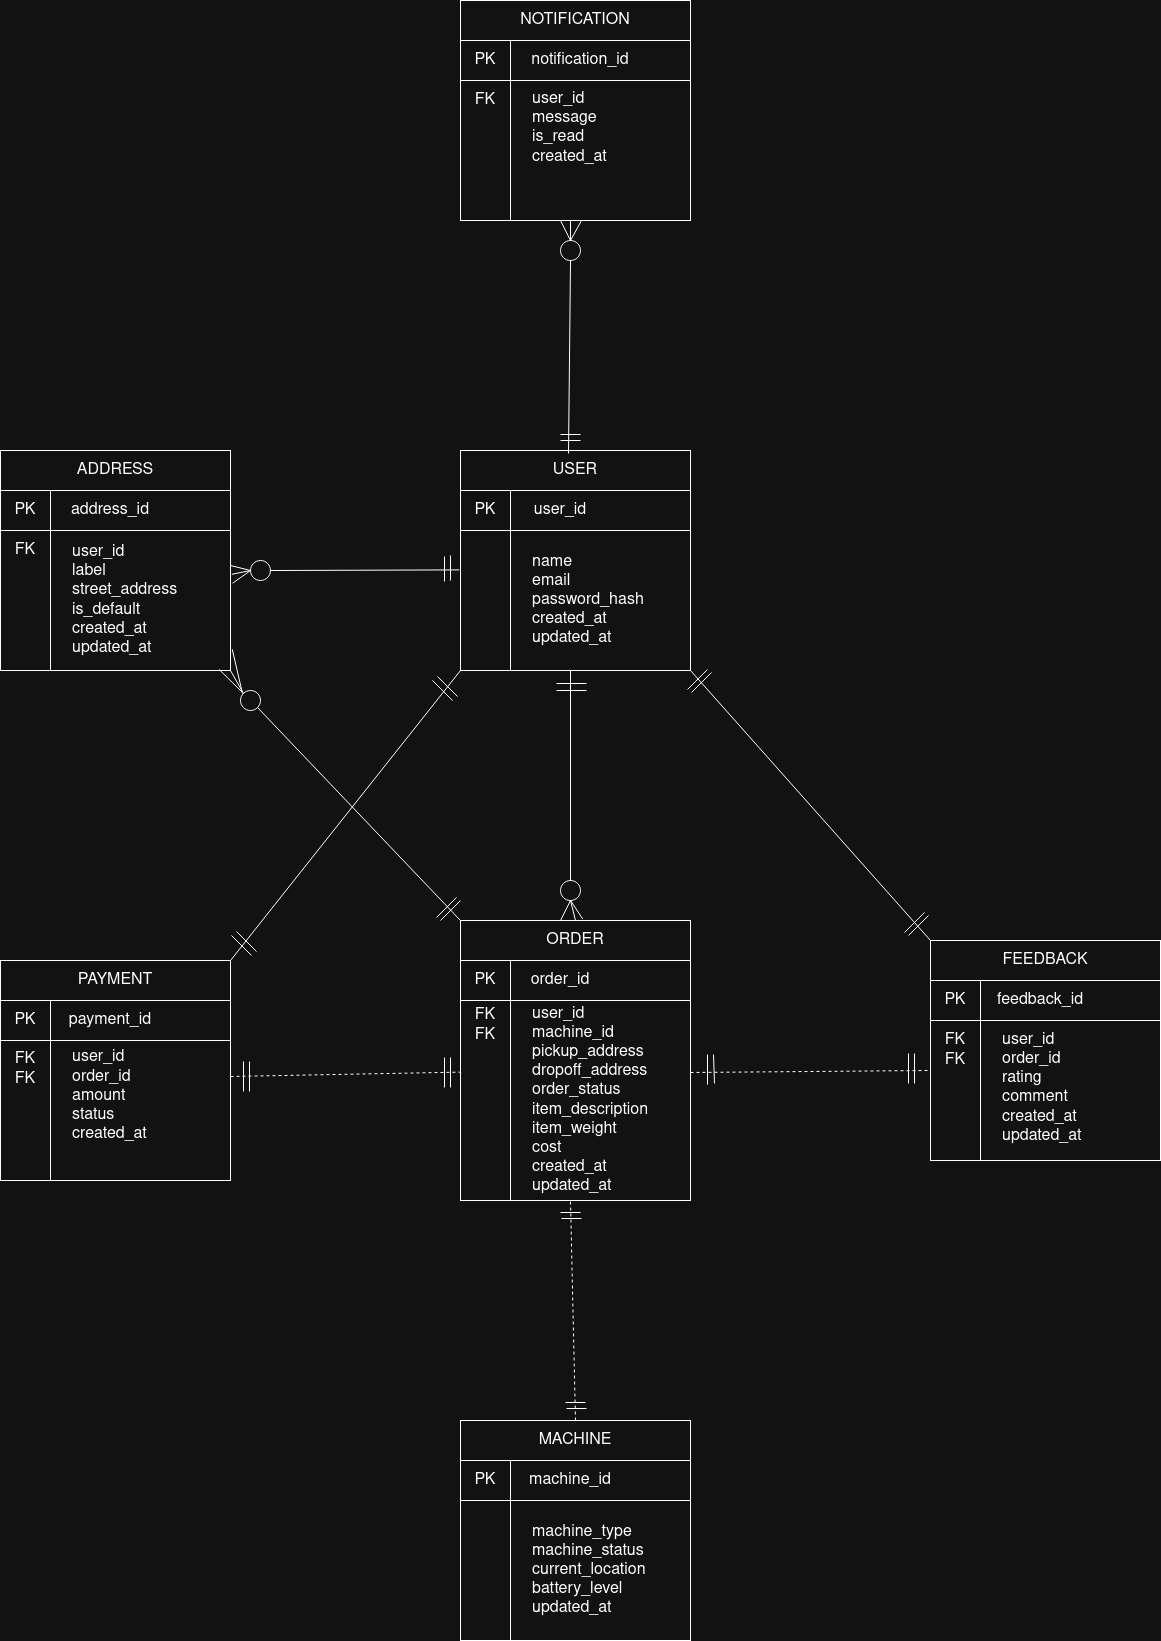 NOTIFICATION
PK notification_id
FK user_id
message
is_read
created_at
ADDRESS
PK address_id
FK user_id
label
street_address
is_default
created_at
updated_at
USER
PK user_id
name
email
password_hash
created_at
updated_at
PAYMENT
PK payment_id
FK user_id
FK order_id
amount
status
created_at
ORDER
PK order_id
FK user_id
FK machine_id
pickup_address
dropoff_address
order_status
item_description
item_weight
cost
created_at
updated_at
FEEDBACK
PK feedback_id
FK user_id
FK order_id
rating
comment
created_at
updated_at
MACHINE
PK machine_id
machine_type
machine_status
current_location
battery_level
updated_at